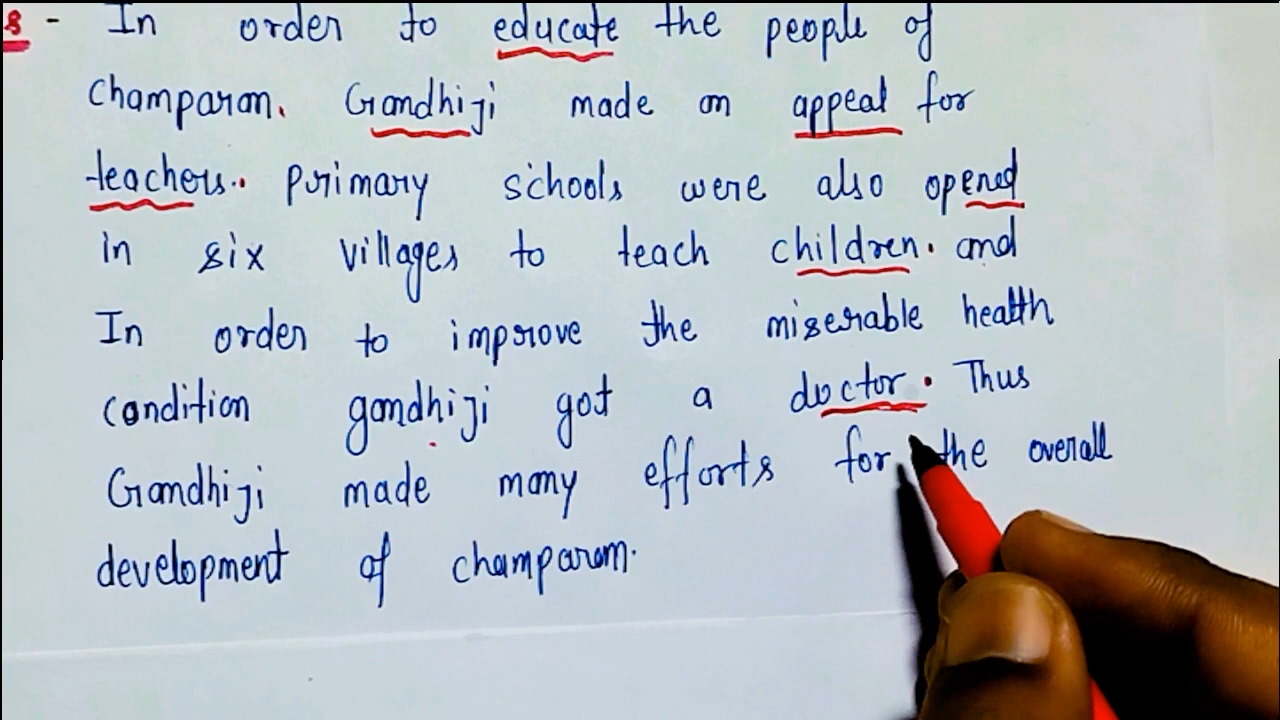 8 - In order to educate the people of
champaran. Gandhiji made an appeal for
teachers. primary schools were also opened
in six villages to teach children. and
In order to improve the miserable health
condition gandhiji got a doctor. Thus
Gandhiji made many efforts for the overall
development of champaran.